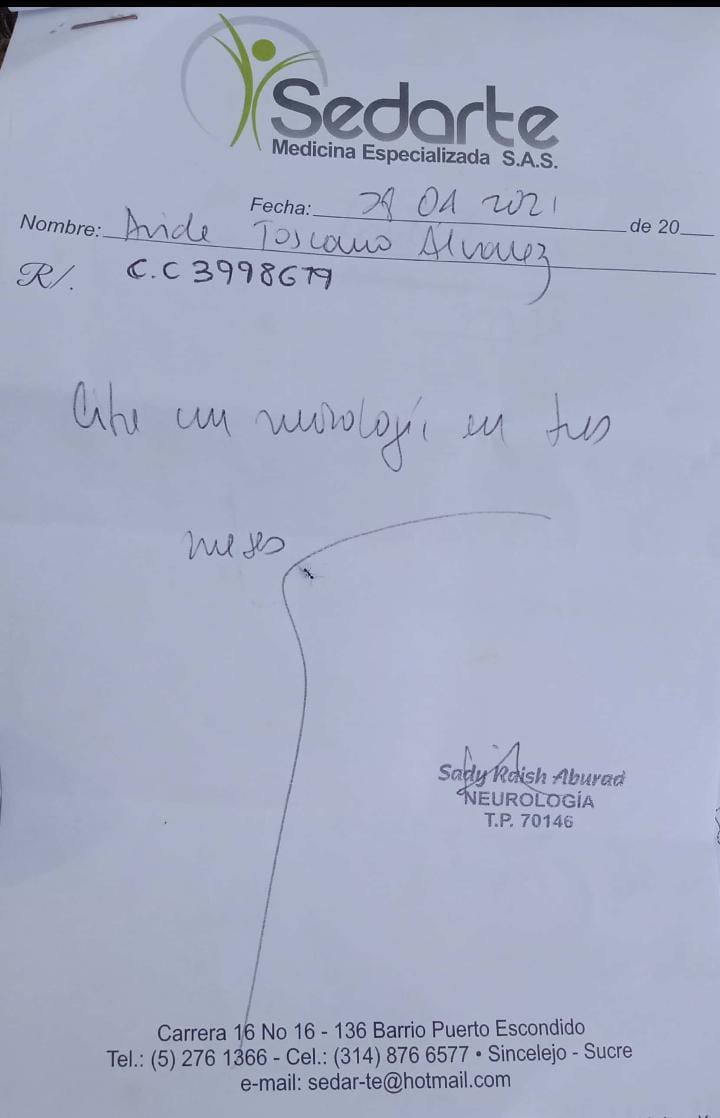 Sedarte
Medicina Especializada S.A.S.
Fecha: 28 04 2021 de 20
Nombre: Avide Toscano Alvarez
R/. C.C 3998679
Cita con neurología en tres
meses
Sady Raish Aburad
NEUROLOGÍA
T.P. 70146
Carrera 16 No 16 - 136 Barrio Puerto Escondido
Tel.: (5) 276 1366 - Cel.: (314) 876 6577 • Sincelejo - Sucre
e-mail: sedar-te@hotmail.com